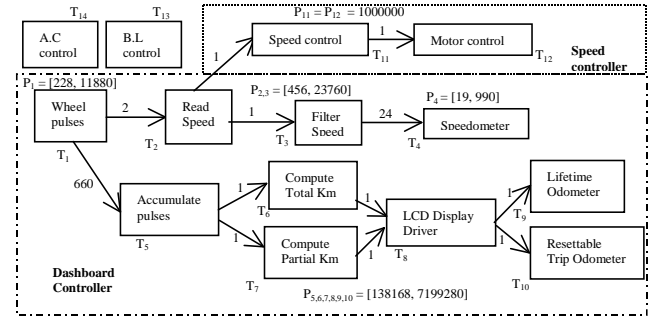 T14
T13
A.C
control
B.L
control
P11 = P12 = 1000000
Speed control
1
Motor control
T11
T12
Speed
controller
1
P1 = [228, 11880]
P2,3 = [456, 23760]
P4 = [19, 990]
Wheel
pulses
2
Read
Speed
1
Filter
Speed
24
Speedometer
T1
T2
T3
T4
660
Accumulate
pulses
T5
1
Compute
Total Km
T6
1
1
Compute
Partial Km
T7
1
LCD Display
Driver
T8
1
Lifetime
Odometer
T9
1
Resettable
Trip Odometer
T10
Dashboard
Controller
P5,6,7,8,9,10 = [138168, 7199280]